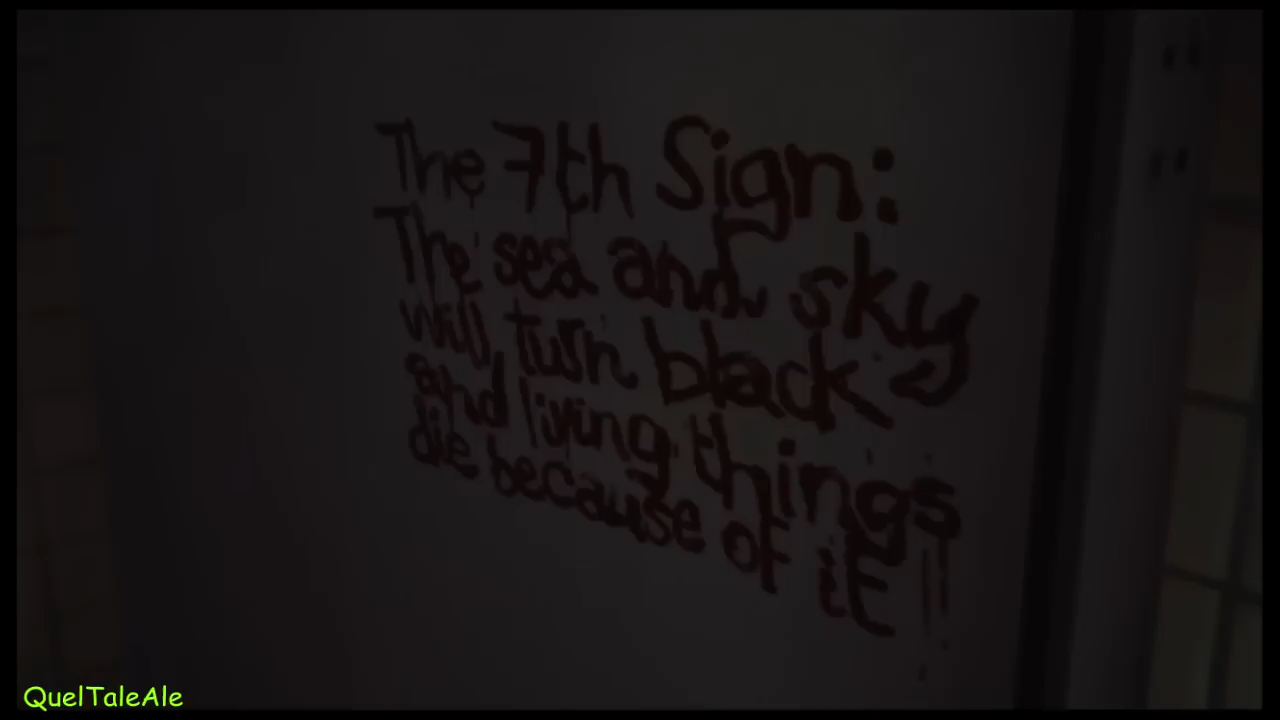 The 7th Sign:
The sea and sky
will turn black
and living things
die because of it
QuelTaleAle